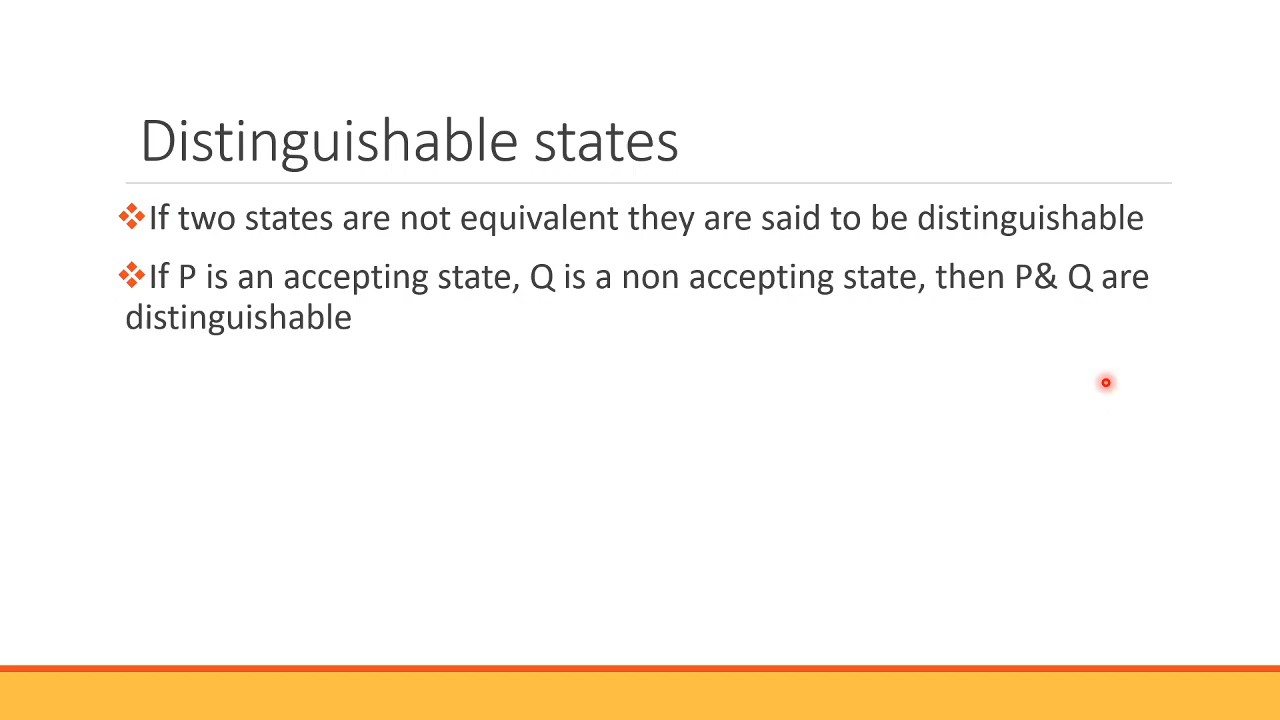 Distinguishable states
❖If two states are not equivalent they are said to be distinguishable
❖If P is an accepting state, Q is a non accepting state, then P& Q are
distinguishable